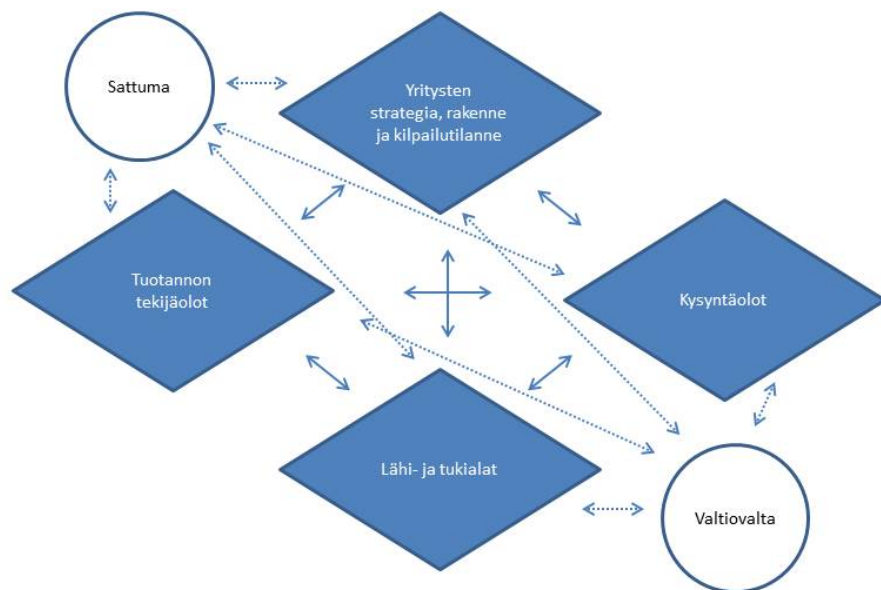 Sattuma
Yritysten
strategia, rakenne
ja kilpailutilanne
Tuotannon
tekijäolot
Kysyntäolot
Lähi- ja tukialat
Valtiovalta